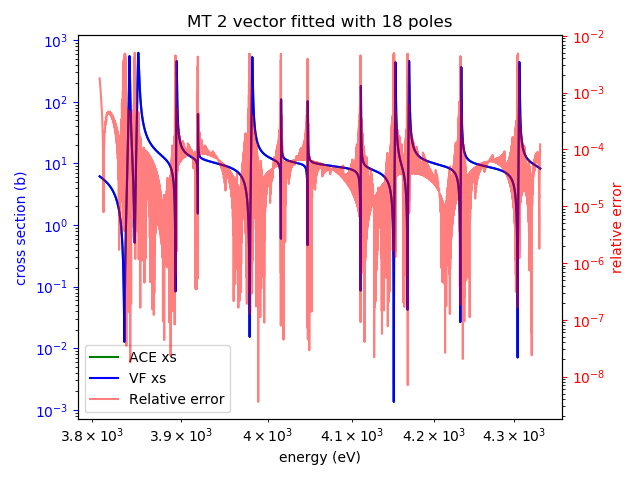 MT 2 vector fitted with 18 poles
cross section (b)
10³
10²
10¹
10⁰
10⁻¹
10⁻²
10⁻³
10⁻²
10⁻³
10⁻⁴
10⁻⁵
10⁻⁶
10⁻⁷
10⁻⁸
relative error
ACE xs
VF xs
Relative error
3.8 × 10³ 3.9 × 10³ 4 × 10³ 4.1 × 10³ 4.2 × 10³ 4.3 × 10³
energy (eV)